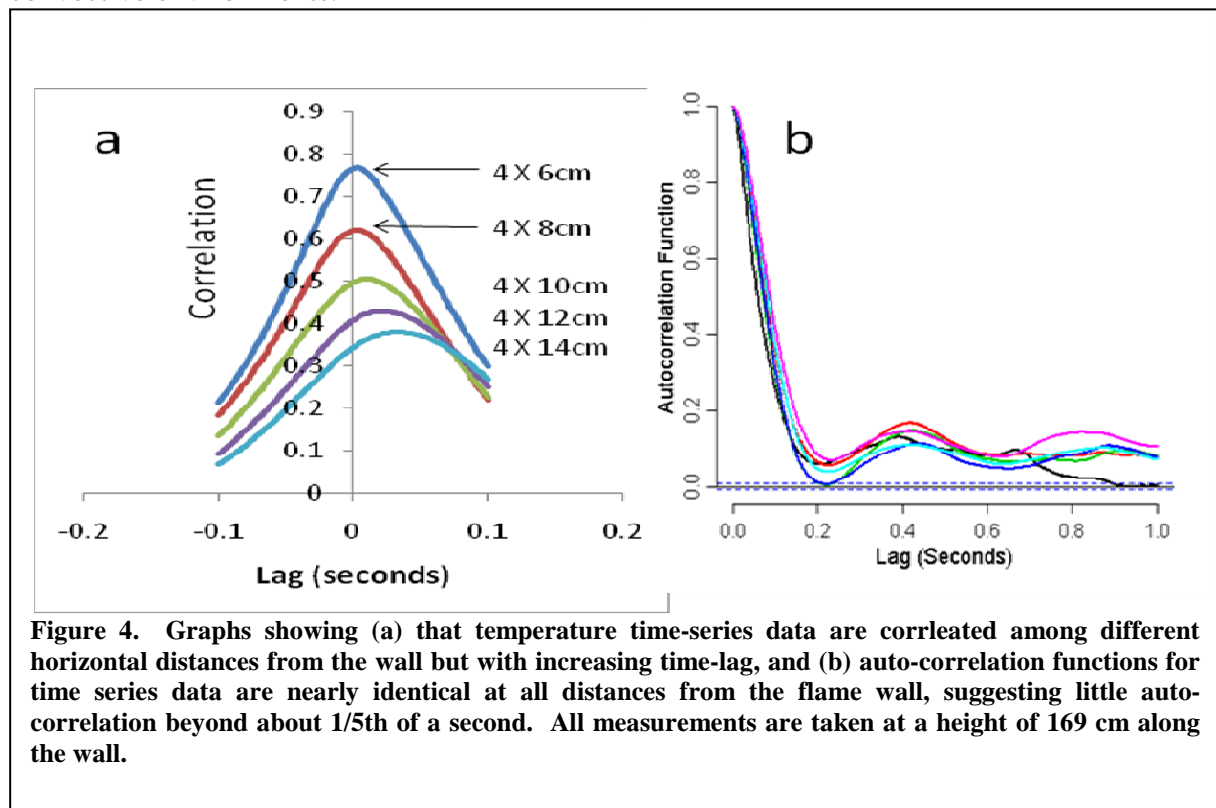 a
Correlation
0.9
0.8
0.7
0.6
0.5
0.4
0.3
0.2
0.1
0
4 X 6cm
4 X 8cm
4 X 10cm
4 X 12cm
4 X 14cm
-0.2 -0.1 0 0.1 0.2
Lag (seconds)
b
Autocorrelation Function
1.0
0.8
0.6
0.4
0.2
0.0
0.0 0.2 0.4 0.6 0.8 1.0
Lag (Seconds)
Figure 4. Graphs showing (a) that temperature time-series data are corrleated among different
horizontal distances from the wall but with increasing time-lag, and (b) auto-correlation functions for
time series data are nearly identical at all distances from the flame wall, suggesting little auto-
correlation beyond about 1/5th of a second. All measurements are taken at a height of 169 cm along
the wall.